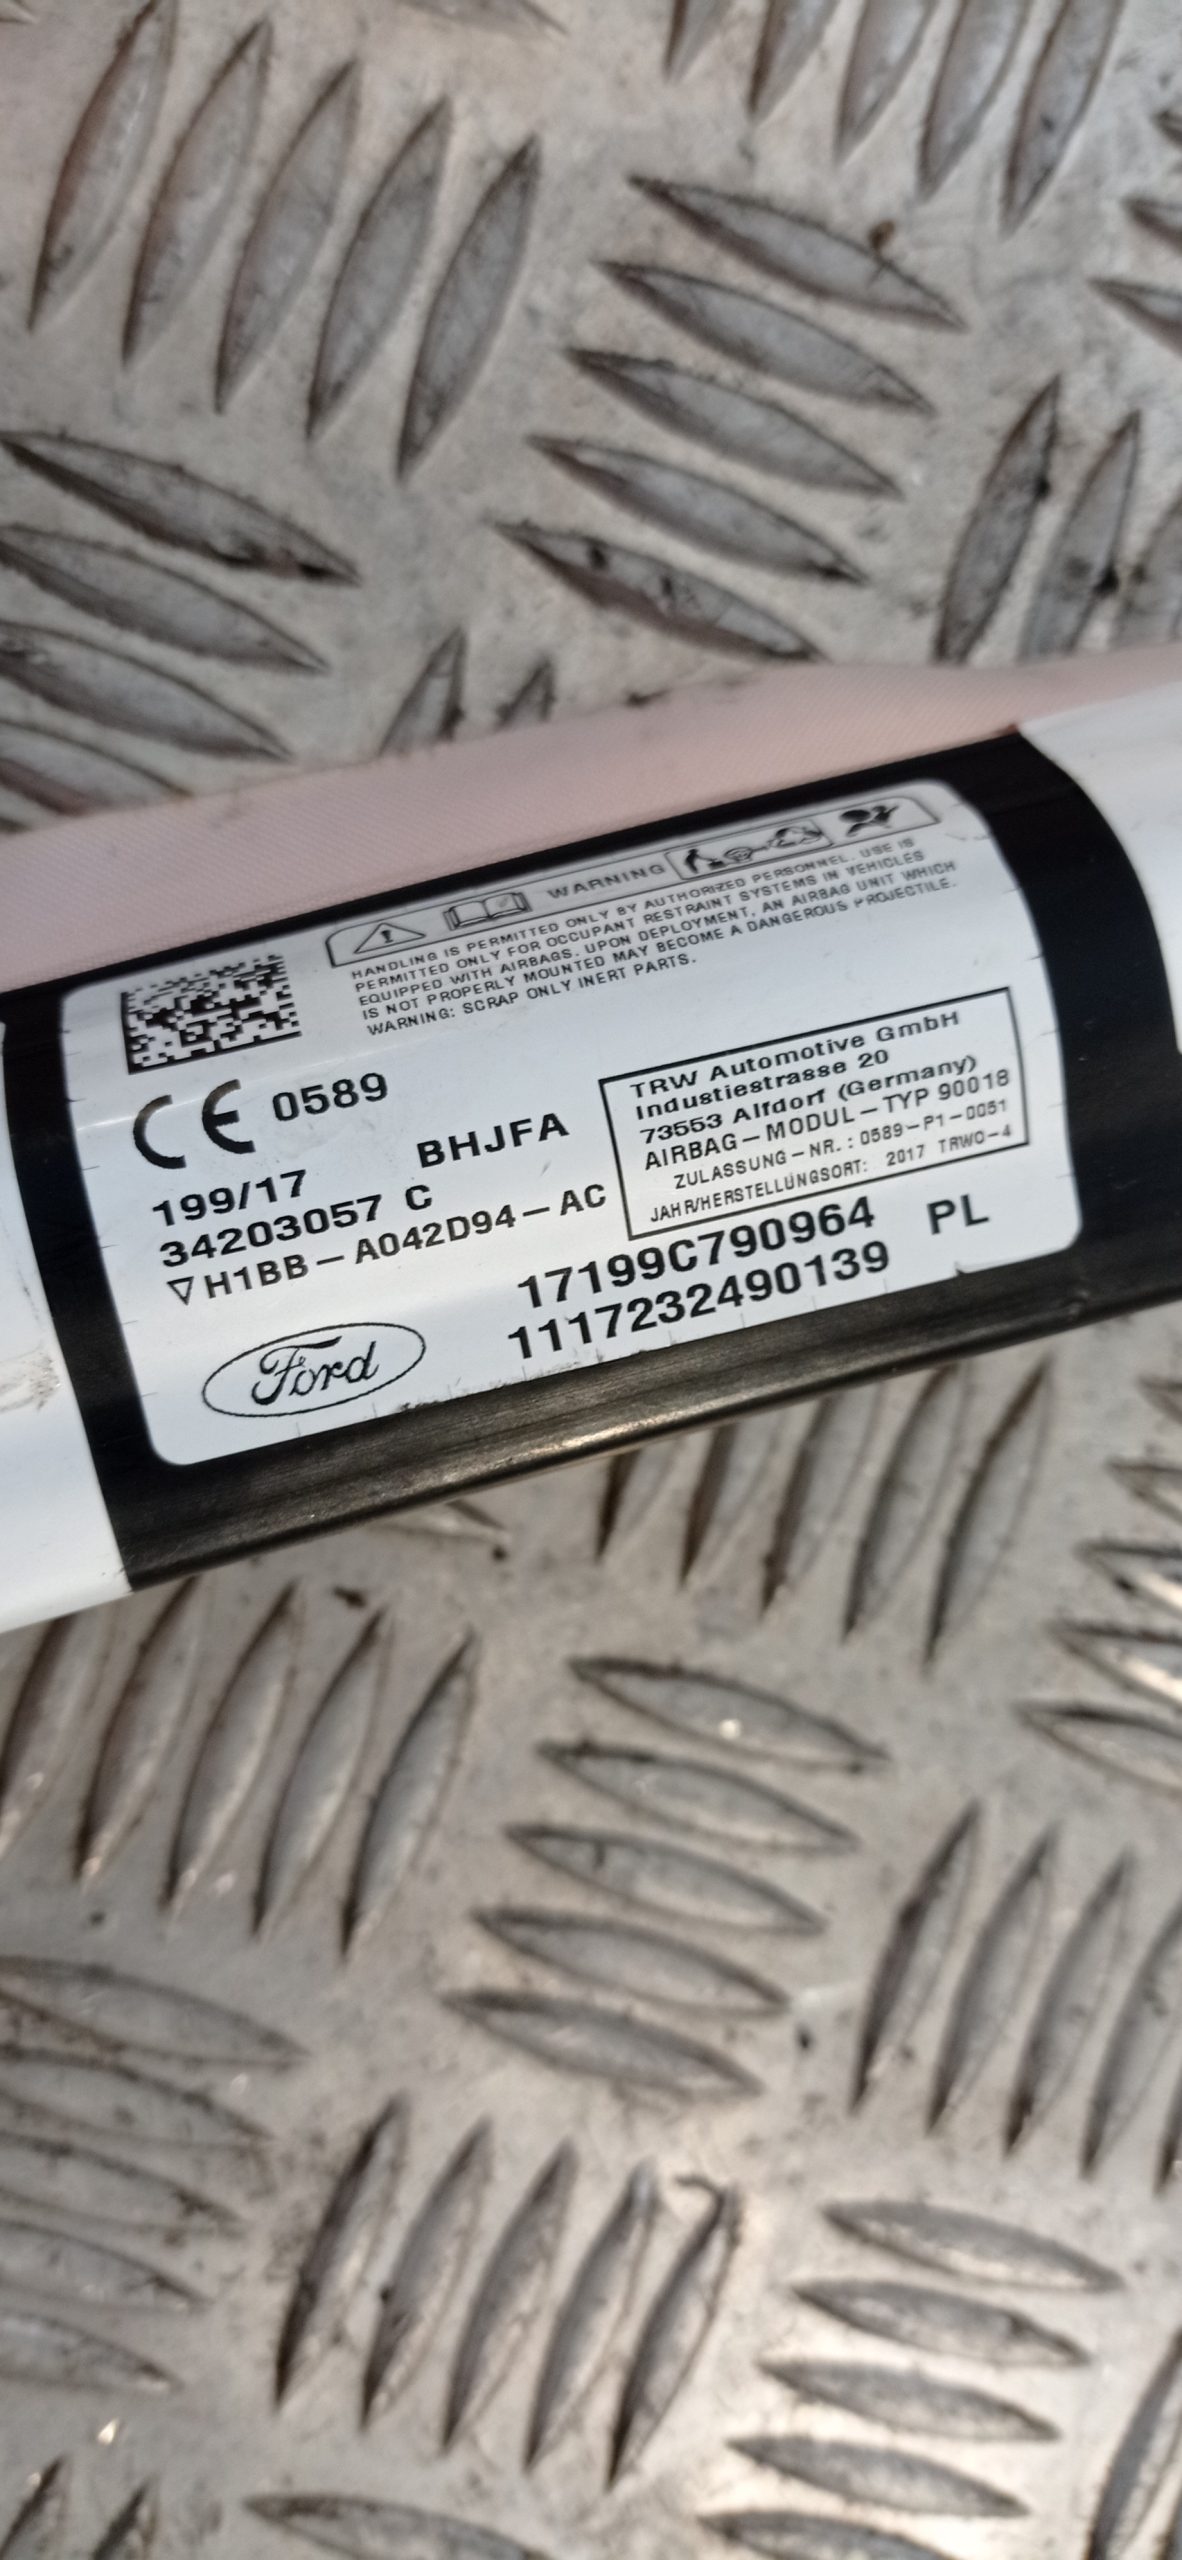 WARNING
HANDLING IS PERMITTED ONLY BY AUTHORIZED PERSONNEL. USE IS
PERMITTED ONLY FOR OCCUPANT RESTRAINT SYSTEMS IN VEHICLES
EQUIPPED WITH AIRBAGS. UPON DEPLOYMENT, AN AIRBAG UNIT WHICH
IS NOT PROPERLY MOUNTED MAY BECOME A DANGEROUS PROJECTILE.
WARNING: SCRAP ONLY INERT PARTS.
CE 0589
199/17 BHJFA
34203057 C
▽H1BB-A042D94-AC
TRW Automotive GmbH
Industiestrasse 20
73553 Alfdorf (Germany)
AIRBAG-MODUL-TYP 90018
ZULASSUNG-NR.: 0589-P1-0051
JAHR/HERSTELLUNGSORT: 2017 TRWO-4
17199C790964 PL
1117232490139
Ford